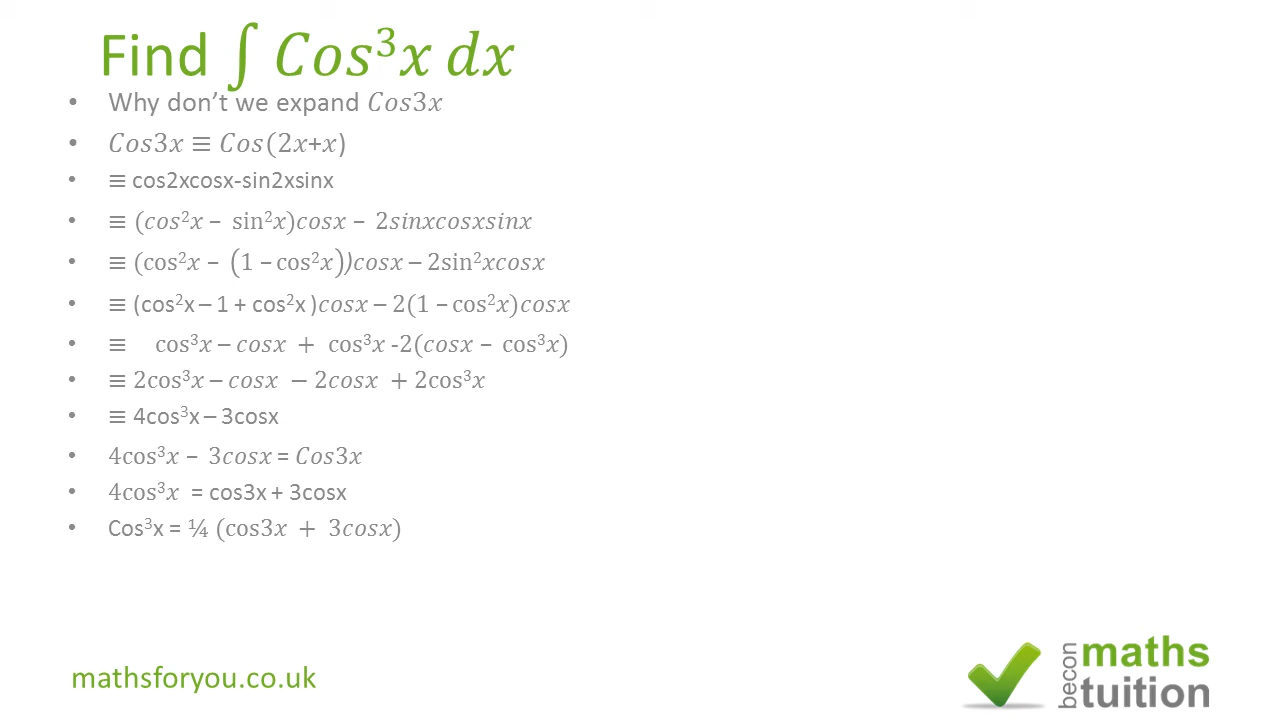 Find ∫ Cos³x dx
• Why don't we expand Cos3x
• Cos3x ≡ Cos(2x+x)
• ≡ cos2xcosx-sin2xsinx
• ≡ (cos²x – sin²x)cosx – 2sinxcosxsinx
• ≡ (cos²x – (1 – cos²x))cosx – 2sin²xcosx
• ≡ (cos²x – 1 + cos²x )cosx – 2(1 – cos²x)cosx
• ≡ cos³x – cosx + cos³x -2(cosx – cos³x)
• ≡ 2cos³x – cosx − 2cosx + 2cos³x
• ≡ 4cos³x – 3cosx
• 4cos³x – 3cosx = Cos3x
• 4cos³x = cos3x + 3cosx
• Cos³x = ¼ (cos3x + 3cosx)
mathsforyou.co.uk
becon
maths
tuition